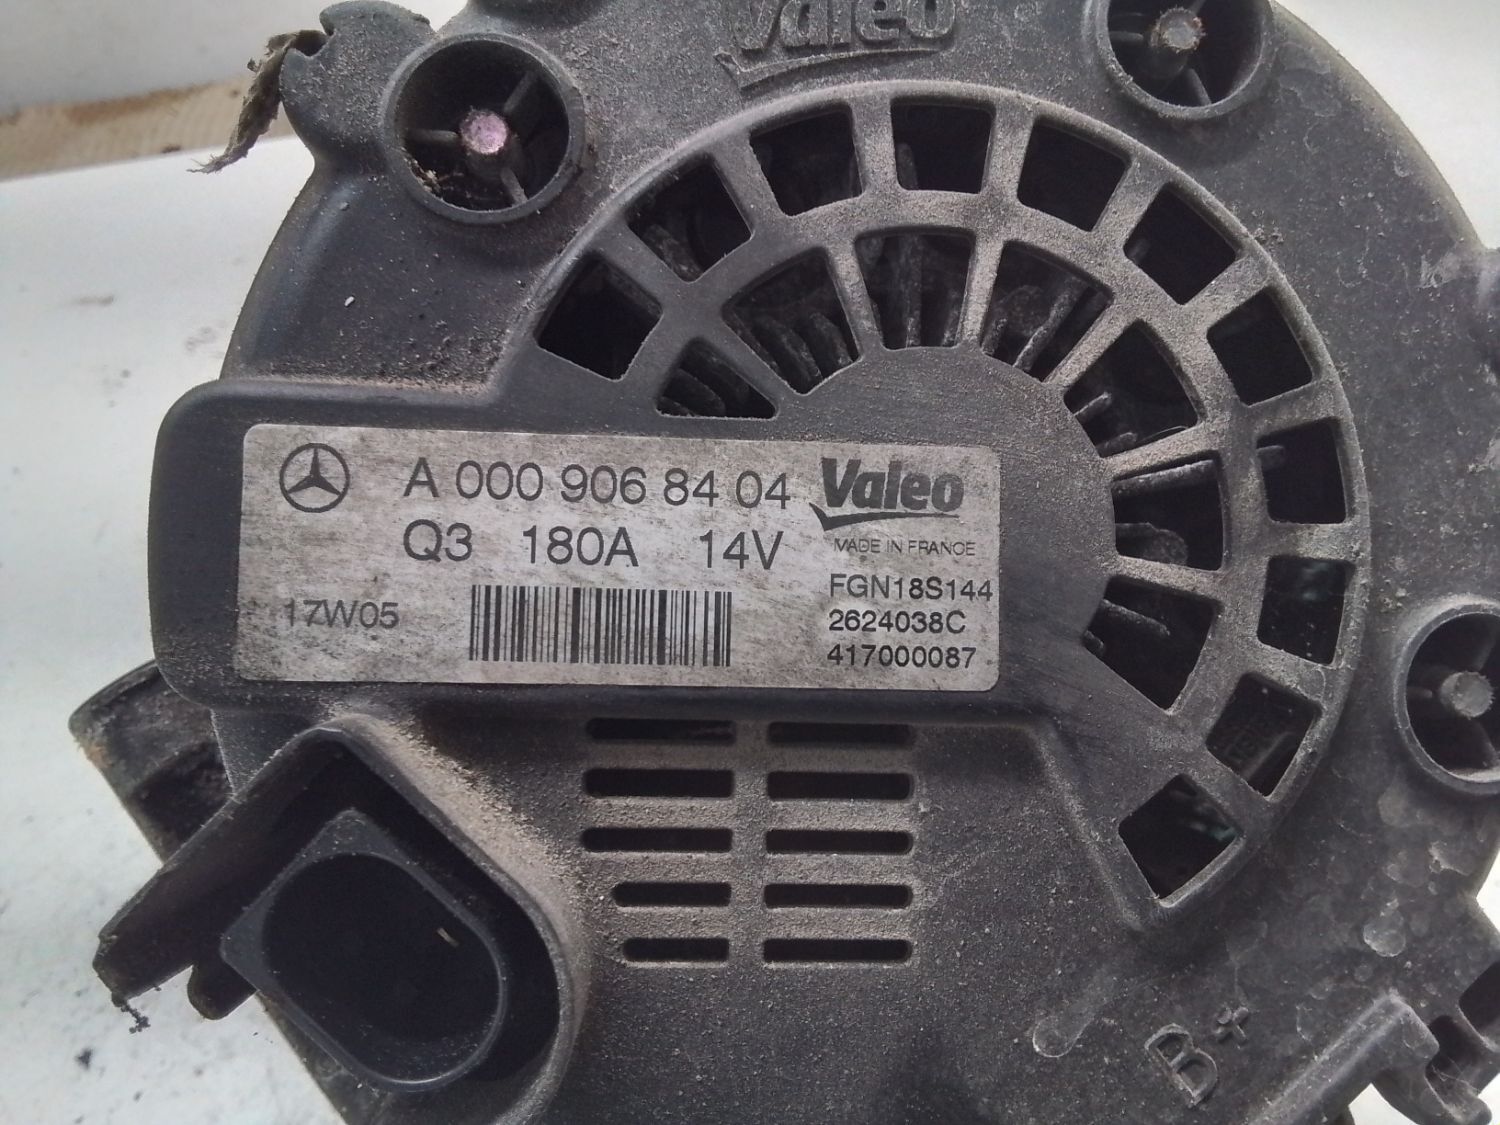 Valeo
A 000 906 84 04 Valeo
Q3 180A 14V MADE IN FRANCE
17W05 FGN18S144
2624038C
417000087
B+